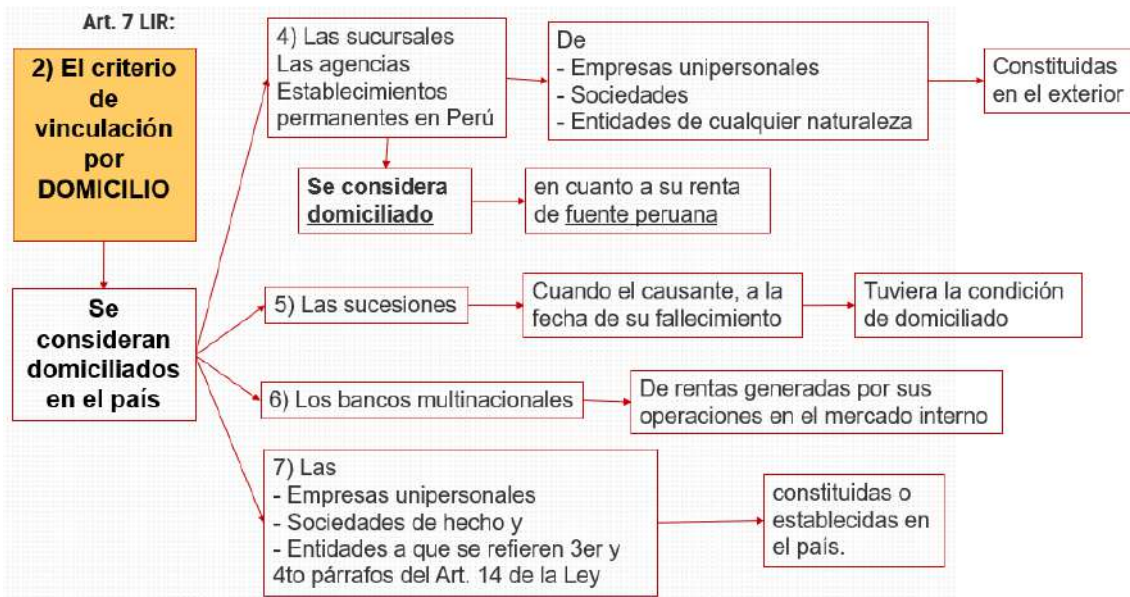 Art. 7 LIR:
2) El criterio
de
vinculación
por
DOMICILIO
Se
consideran
domiciliados
en el país
4) Las sucursales
Las agencias
Establecimientos
permanentes en Perú
De
- Empresas unipersonales
- Sociedades
- Entidades de cualquier naturaleza
Constituidas
en el exterior
Se considera
domiciliado
en cuanto a su renta
de fuente peruana
5) Las sucesiones
Cuando el causante, a la
fecha de su fallecimiento
Tuviera la condición
de domiciliado
6) Los bancos multinacionales
De rentas generadas por sus
operaciones en el mercado interno
7) Las
- Empresas unipersonales
- Sociedades de hecho y
- Entidades a que se refieren 3er y
4to párrafos del Art. 14 de la Ley
constituidas o
establecidas en
el país.